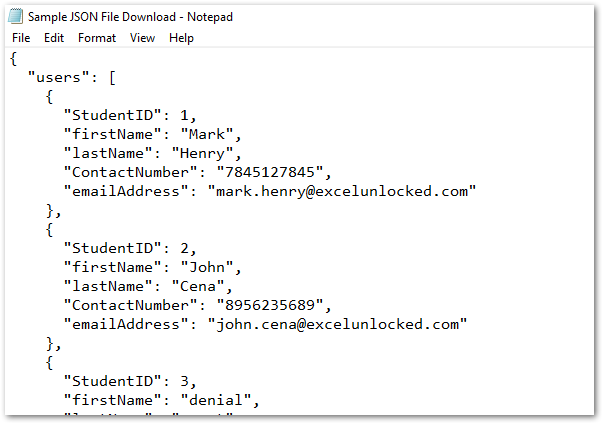 Sample JSON File Download - Notepad
File Edit Format View Help
{
  "users": [
    {
      "StudentID": 1,
      "firstName": "Mark",
      "lastName": "Henry",
      "ContactNumber": "7845127845",
      "emailAddress": "mark.henry@excelunlocked.com"
    },
    {
      "StudentID": 2,
      "firstName": "John",
      "lastName": "Cena",
      "ContactNumber": "8956235689",
      "emailAddress": "john.cena@excelunlocked.com"
    },
    {
      "StudentID": 3,
      "firstName": "denial",